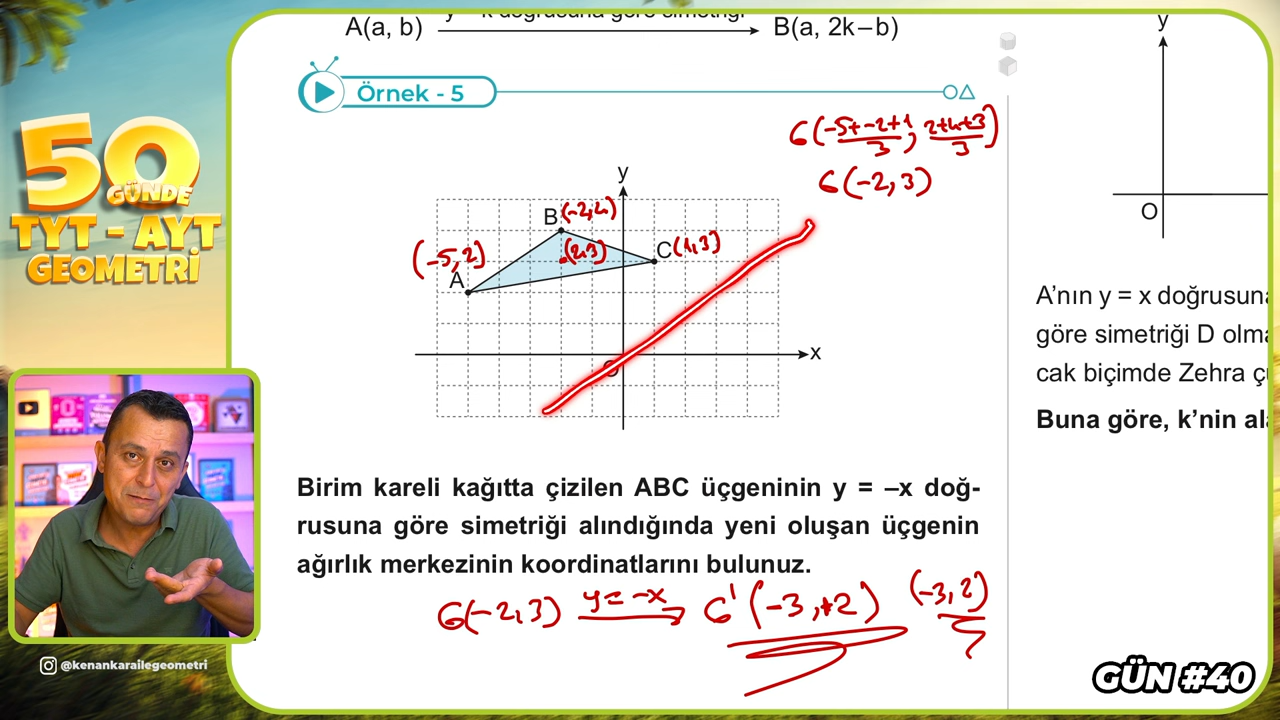 A(a, b) y = k doğrusuna göre simetriği B(a, 2k–b)
Örnek - 5
G(-5+-2+1/3, 2+4+3/3)
G(-2,3)
y
B(-2,4)
(-5,2)
(2,3)
C(1,3)
A
O
x
Birim kareli kağıtta çizilen ABC üçgeninin y = –x doğ-
rusuna göre simetriği alındığında yeni oluşan üçgenin
ağırlık merkezinin koordinatlarını bulunuz.
G(-2,3) y=-x G'(-3,+2) (-3,2)
y
O
A'nın y = x doğrusuna
göre simetriği D olma
cak biçimde Zehra
Buna göre, k'nin
50
GÜNDE
TYT - AYT
GEOMETRİ
@kenankarailegeometri
GÜN #40